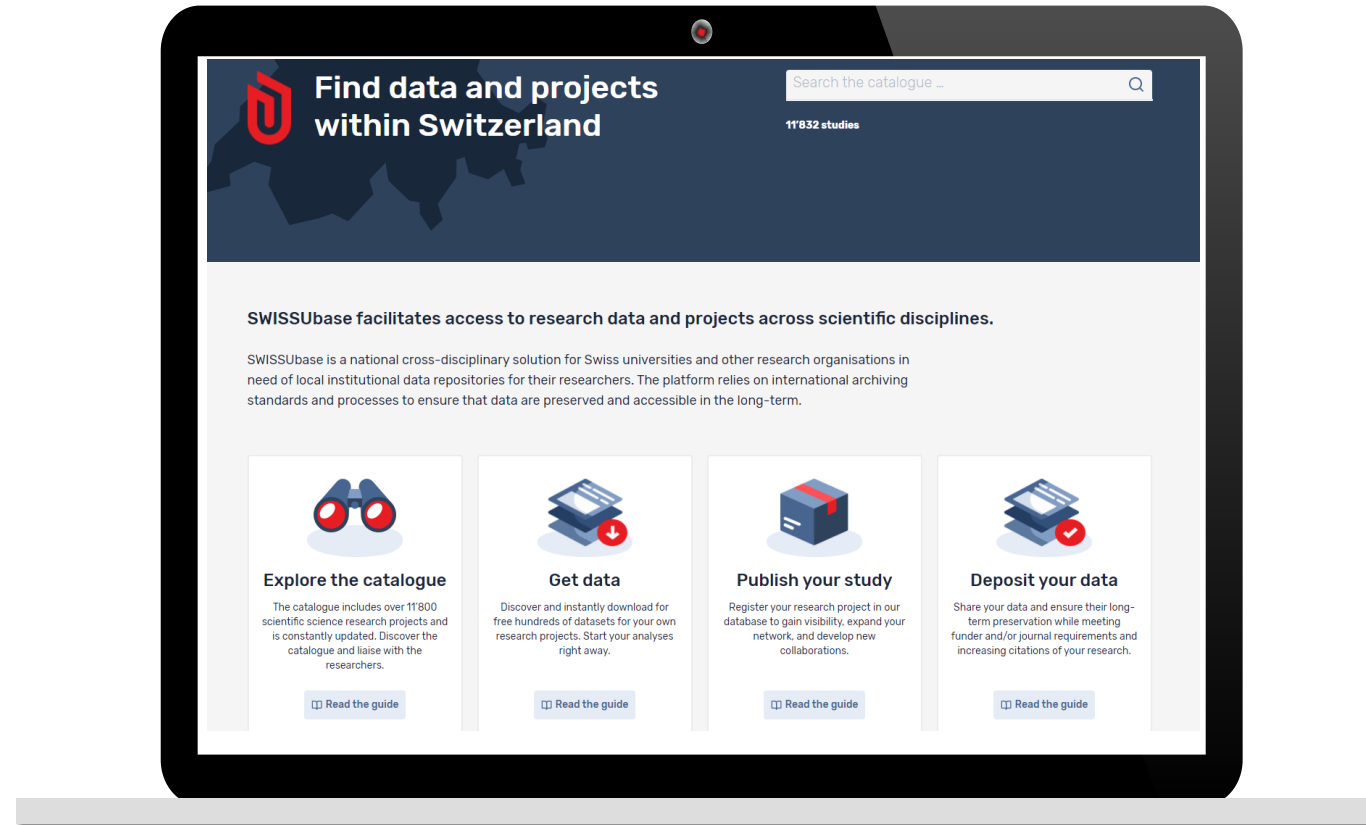 Find data and projects
within Switzerland
Search the catalogue ...
11'832 studies
SWISSUbase facilitates access to research data and projects across scientific disciplines.
SWISSUbase is a national cross-disciplinary solution for Swiss universities and other research organisations in
need of local institutional data repositories for their researchers. The platform relies on international archiving
standards and processes to ensure that data are preserved and accessible in the long-term.
Explore the catalogue
The catalogue includes over 11'800
scientific science research projects and
is constantly updated. Discover the
catalogue and liaise with the
researchers.
Read the guide
Get data
Discover and instantly download for
free hundreds of datasets for your own
research projects. Start your analyses
right away.
Read the guide
Publish your study
Register your research project in our
database to gain visibility, expand your
network, and develop new
collaborations.
Read the guide
Deposit your data
Share your data and ensure their long-
term preservation while meeting
funder and/or journal requirements and
increasing citations of your research.
Read the guide